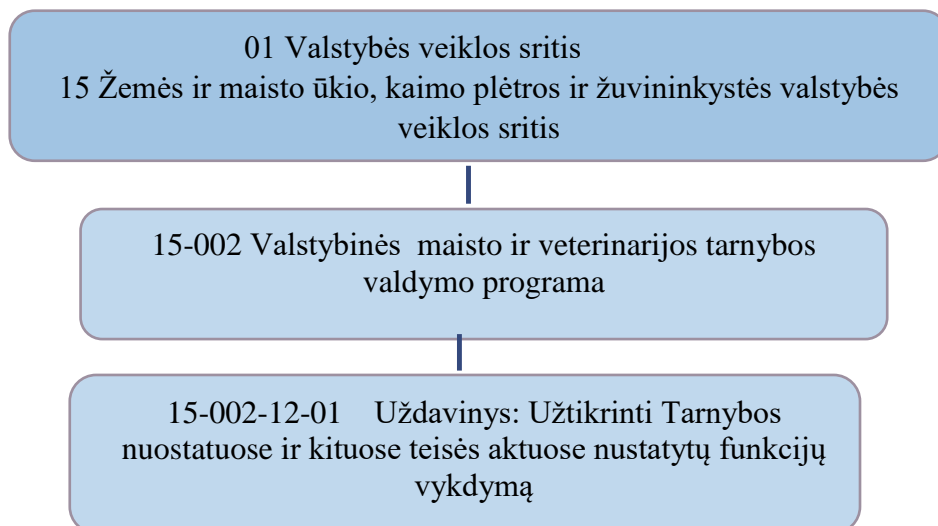 01 Valstybės veiklos sritis
15 Žemės ir maisto ūkio, kaimo plėtros ir žuvininkystės valstybės
veiklos sritis
15-002 Valstybinės maisto ir veterinarijos tarnybos
valdymo programa
15-002-12-01 Uždavinys: Užtikrinti Tarnybos
nuostatuose ir kituose teisės aktuose nustatytų funkcijų
vykdymą